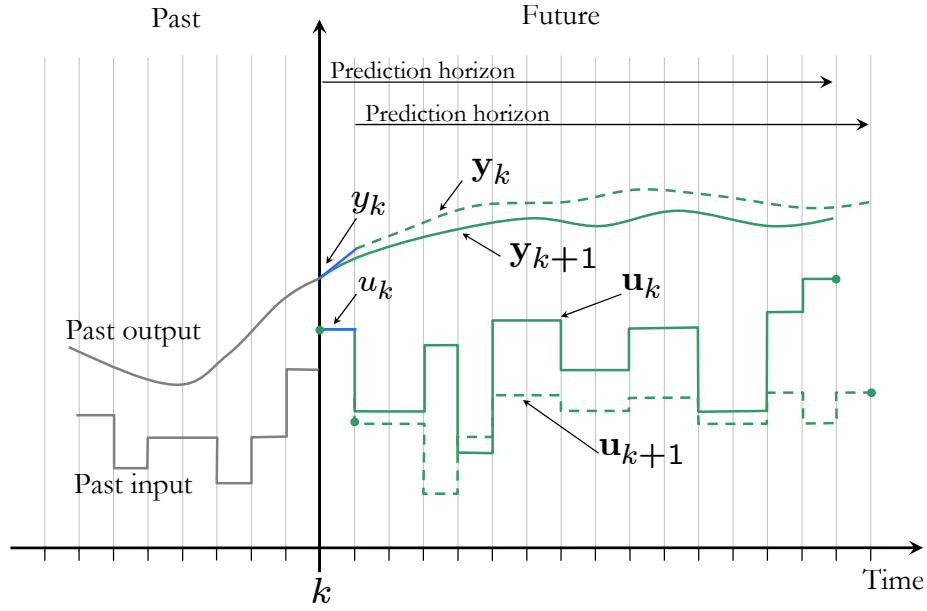 Past
Future
Prediction horizon
Prediction horizon
𝐲_k
y_k
𝐲_{k+1}
u_k
𝐮_k
Past output
𝐮_{k+1}
Past input
k
Time